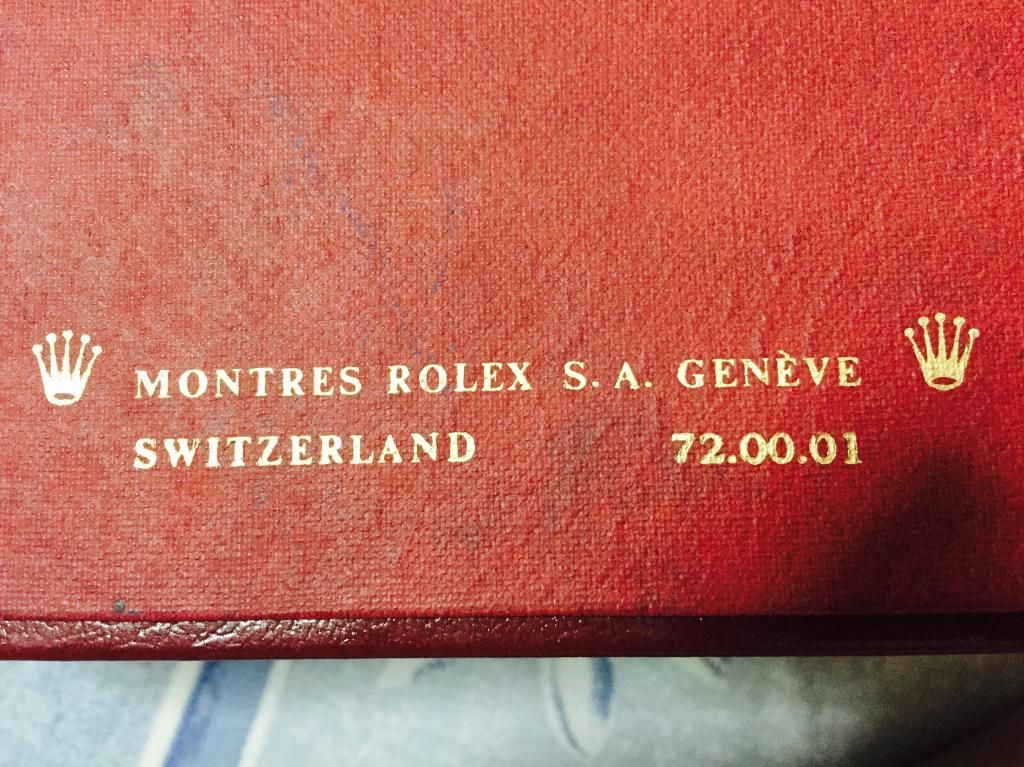 MONTRES ROLEX S. A. GENÈVE
SWITZERLAND 72.00.01